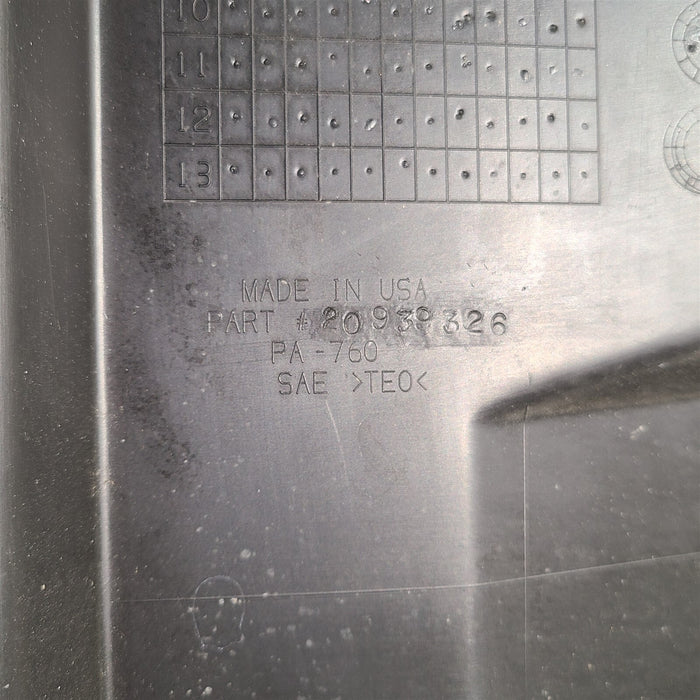 10
11
12
13
MADE IN USA
PART # 20939326
PA-760
SAE >TEO<